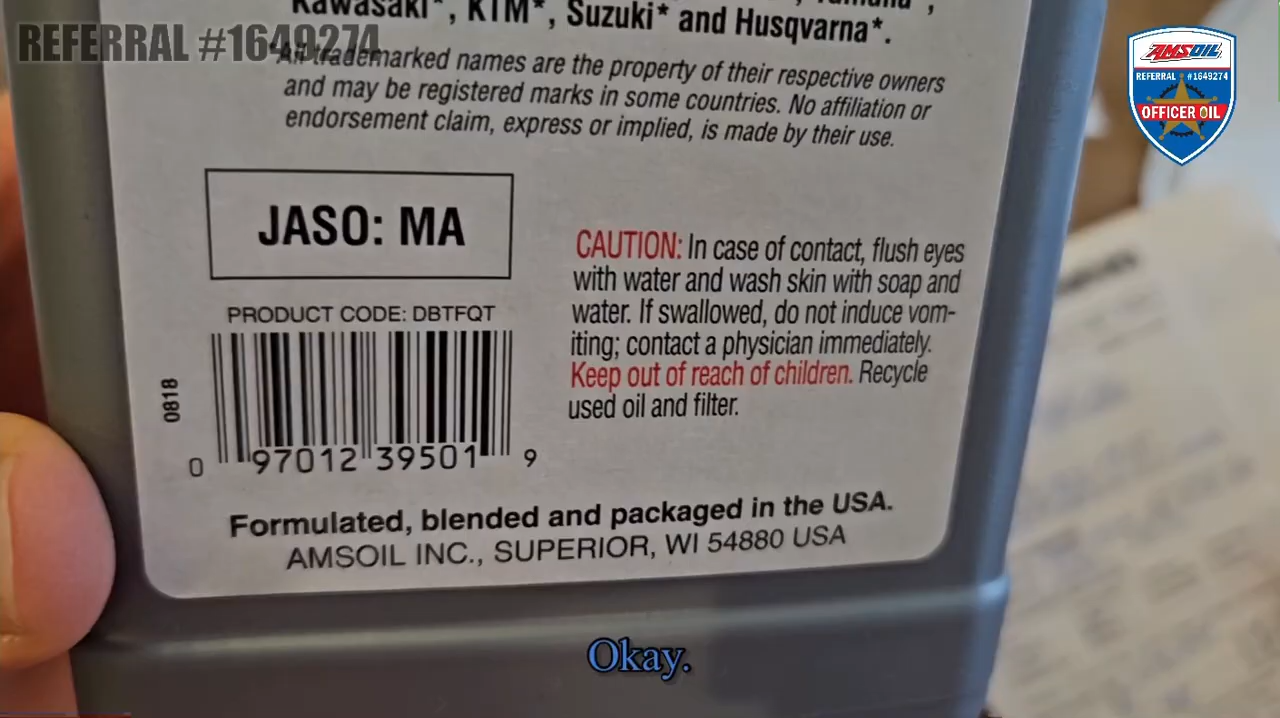 REFERRAL #1649274
AMSOIL
REFERRAL #1649274
OFFICER OIL
Kawasaki*, KTM*, Suzuki* and Husqvarna*.
*All trademarked names are the property of their respective owners
and may be registered marks in some countries. No affiliation or
endorsement claim, express or implied, is made by their use.
JASO: MA
PRODUCT CODE: DBTFQT
0818
0 97012 39501 9
CAUTION: In case of contact, flush eyes
with water and wash skin with soap and
water. If swallowed, do not induce vom-
iting; contact a physician immediately.
Keep out of reach of children. Recycle
used oil and filter.
Formulated, blended and packaged in the USA.
AMSOIL INC., SUPERIOR, WI 54880 USA
Okay.